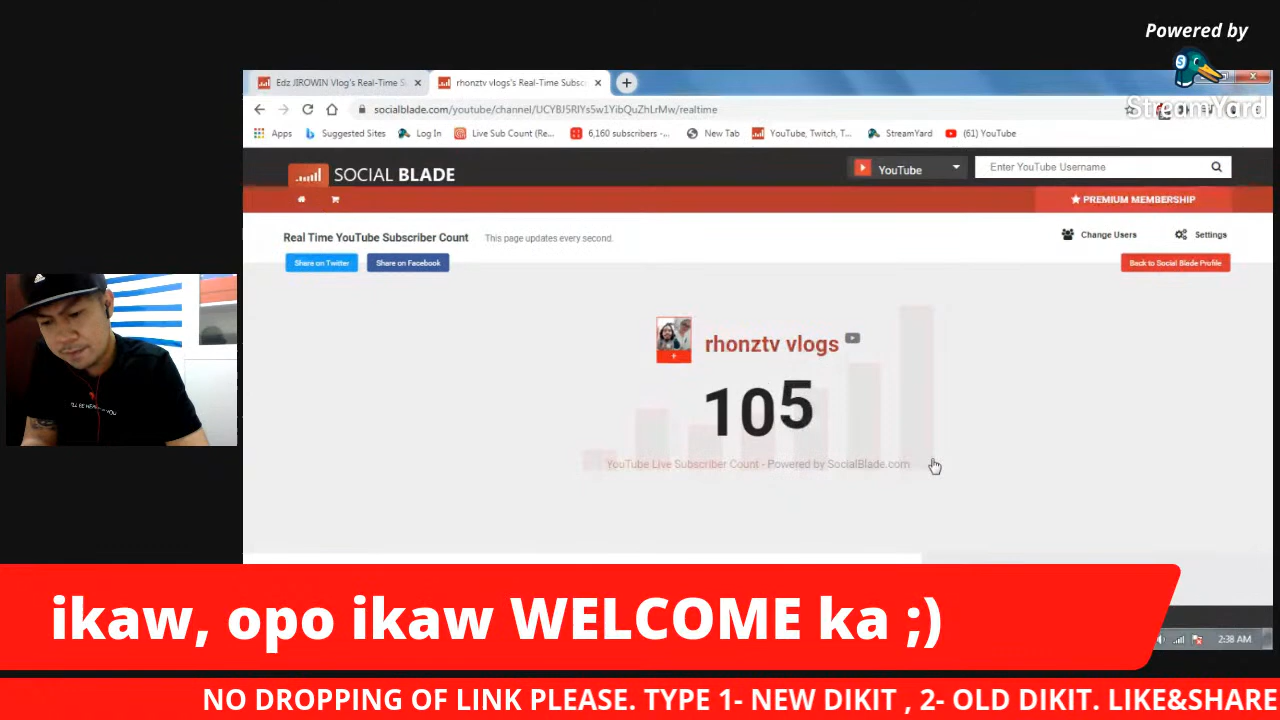 Powered by
StreamYard
Edz JIROWIN Vlog's Real-Time S
rhonztv vlogs's Real-Time Subsc
socialblade.com/youtube/channel/UCYBJ5RlYs5w1YibQuZhLrMw/realtime
Apps Suggested Sites Log In Live Sub Count (Re... 6,160 subscribers -... New Tab YouTube, Twitch, T... StreamYard (61) YouTube
SOCIAL BLADE
YouTube
Enter YouTube Username
PREMIUM MEMBERSHIP
Real Time YouTube Subscriber Count This page updates every second.
Change Users Settings
Share on Twitter Share on Facebook
Back to Social Blade Profile
rhonztv vlogs
105
YouTube Live Subscriber Count - Powered by SocialBlade.com
ikaw, opo ikaw WELCOME ka ;)
2:38 AM
NO DROPPING OF LINK PLEASE. TYPE 1- NEW DIKIT , 2- OLD DIKIT. LIKE&SHARE